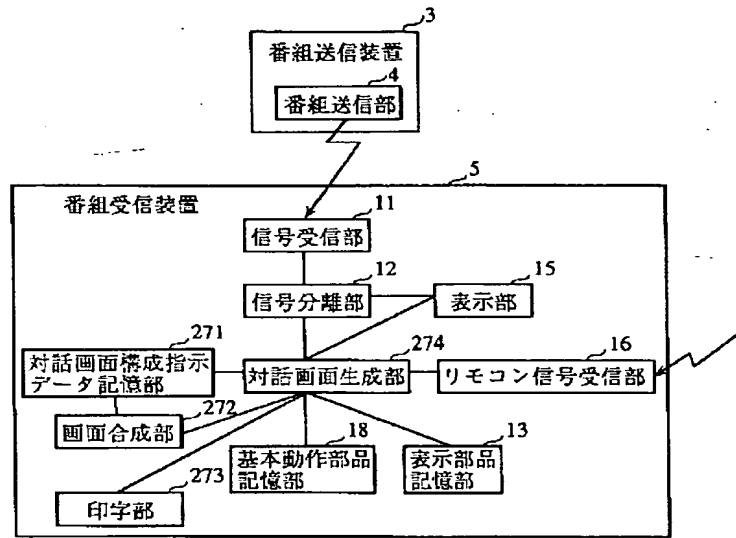 3
番組送信装置
4
番組送信部
5
番組受信装置
11
信号受信部
12
信号分離部
15
表示部
271
対話画面構成指示
データ記憶部
274
対話画面生成部
16
リモコン信号受信部
272
画面合成部
18
基本動作部品
記憶部
13
表示部品
記憶部
273
印字部